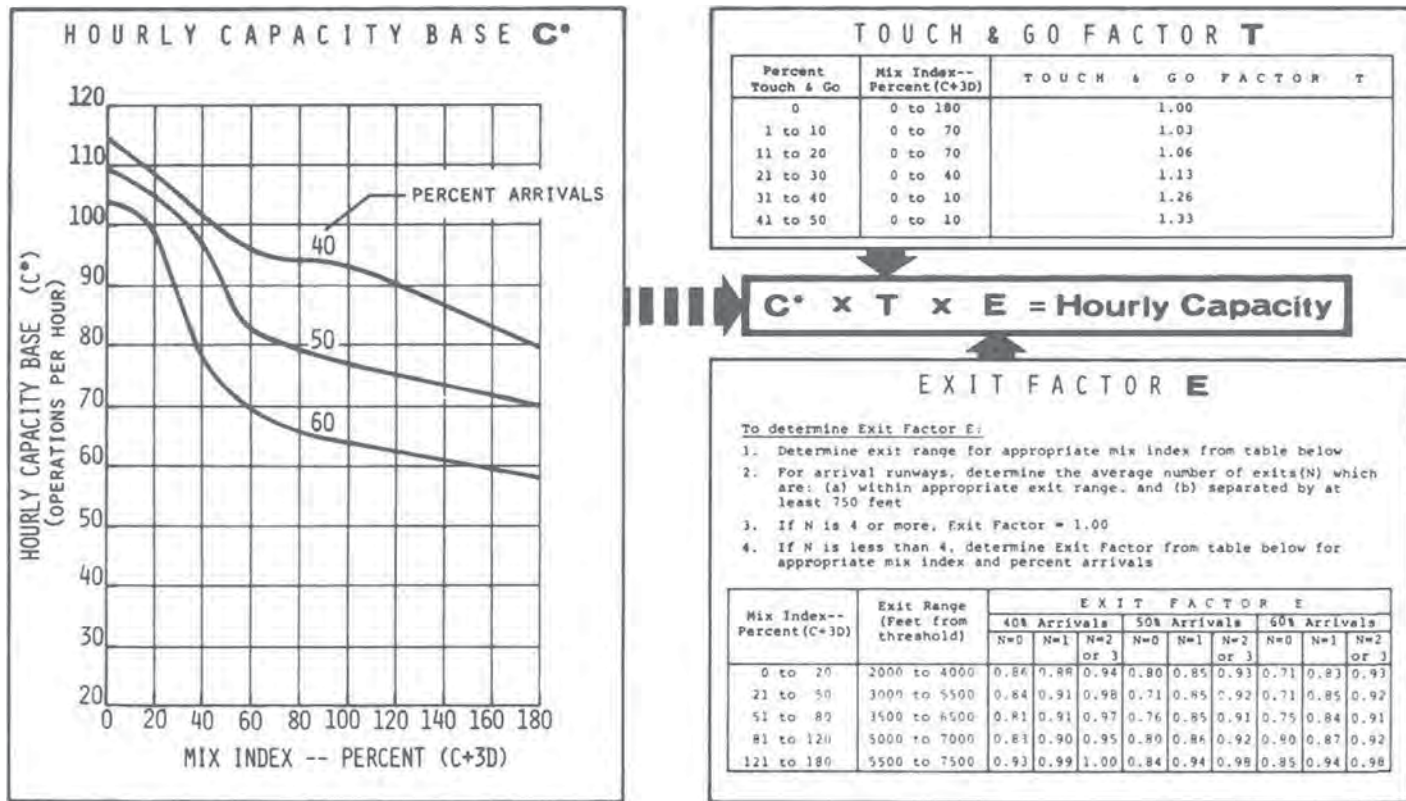 HOURLY CAPACITY BASE C*
HOURLY CAPACITY BASE (C*)
(OPERATIONS PER HOUR)
120
110
100
90
80
70
60
50
40
30
20
PERCENT ARRIVALS
40
50
60
0 20 40 60 80 100 120 140 160 180
MIX INDEX -- PERCENT (C+3D)
TOUCH & GO FACTOR T
Percent Touch & Go | Mix Index-- Percent(C+3D) | TOUCH & GO FACTOR T
0 | 0 to 180 | 1.00
1 to 10 | 0 to 70 | 1.03
11 to 20 | 0 to 70 | 1.06
21 to 30 | 0 to 40 | 1.13
31 to 40 | 0 to 10 | 1.26
41 to 50 | 0 to 10 | 1.33
C* x T x E = Hourly Capacity
EXIT FACTOR E
To determine Exit Factor E:
1. Determine exit range for appropriate mix index from table below
2. For arrival runways, determine the average number of exits(N) which
are: (a) within appropriate exit range, and (b) separated by at
least 750 feet
3. If N is 4 or more, Exit Factor = 1.00
4. If N is less than 4, determine Exit Factor from table below for
appropriate mix index and percent arrivals
Mix Index-- Percent(C+3D) | Exit Range (Feet from threshold) | EXIT FACTOR E
40% Arrivals | 50% Arrivals | 60% Arrivals
N=0 | N=1 | N=2 or 3 | N=0 | N=1 | N=2 or 3 | N=0 | N=1 | N=2 or 3
0 to 20 | 2000 to 4000 | 0.86 | 0.88 | 0.94 | 0.80 | 0.85 | 0.93 | 0.71 | 0.83 | 0.93
21 to 50 | 3000 to 5500 | 0.84 | 0.91 | 0.98 | 0.71 | 0.85 | 0.92 | 0.71 | 0.85 | 0.92
51 to 80 | 3500 to 6500 | 0.81 | 0.91 | 0.97 | 0.76 | 0.85 | 0.91 | 0.75 | 0.84 | 0.91
81 to 120 | 5000 to 7000 | 0.83 | 0.90 | 0.95 | 0.80 | 0.86 | 0.92 | 0.80 | 0.87 | 0.92
121 to 180 | 5500 to 7500 | 0.93 | 0.99 | 1.00 | 0.84 | 0.94 | 0.98 | 0.85 | 0.94 | 0.98